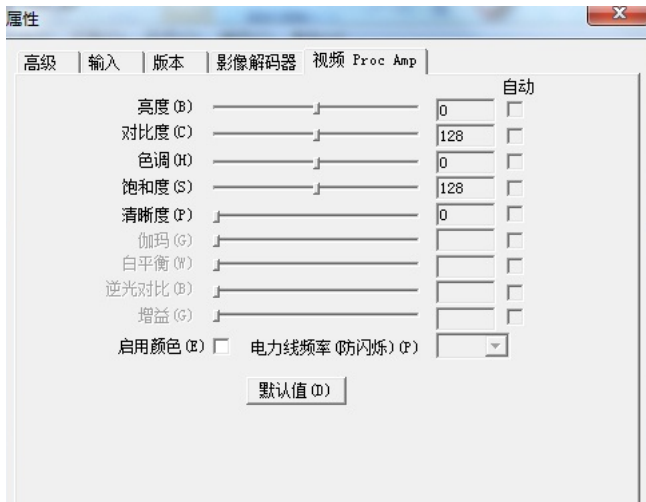 属性
高级 输入 版本 影像解码器 视频 Proc Amp
自动
亮度(B) 0
对比度(C) 128
色调(H) 0
饱和度(S) 128
清晰度(P) 0
伽玛(G)
白平衡(W)
逆光对比(B)
增益(G)
启用颜色(E) 电力线频率(防闪烁)(P)
默认值(D)